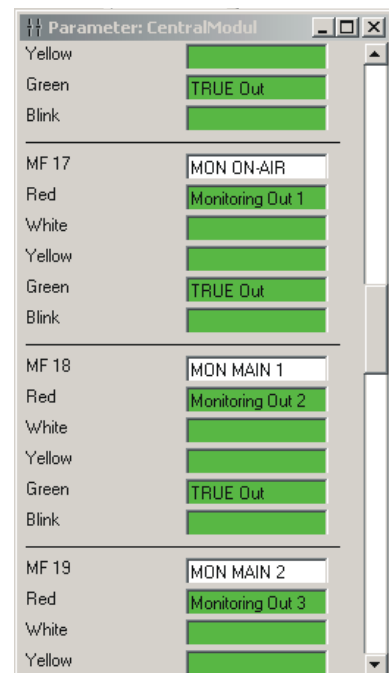 Parameter: CentralModul
Yellow
Green TRUE Out
Blink
MF 17 MON ON-AIR
Red Monitoring Out 1
White
Yellow
Green TRUE Out
Blink
MF 18 MON MAIN 1
Red Monitoring Out 2
White
Yellow
Green TRUE Out
Blink
MF 19 MON MAIN 2
Red Monitoring Out 3
White
Yellow